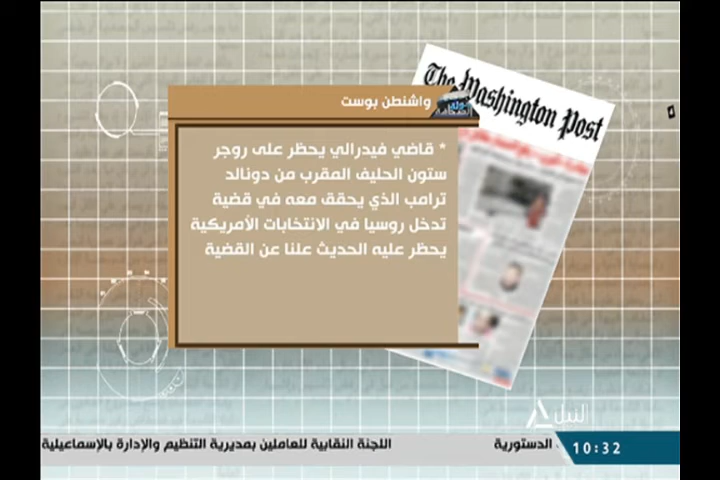 The Washington Post
واشنطن بوست
* قاضي فيدرالي يحظر على روجر
ستون الحليف المقرب من دونالد
ترامب الذي يحقق معه في قضية
تدخل روسيا في الانتخابات الأمريكية
يحظر عليه الحديث علنا عن القضية
النيل
الدستورية
اللجنة النقابية للعاملين بمديرية التنظيم والإدارة بالإسماعيلية
10:32